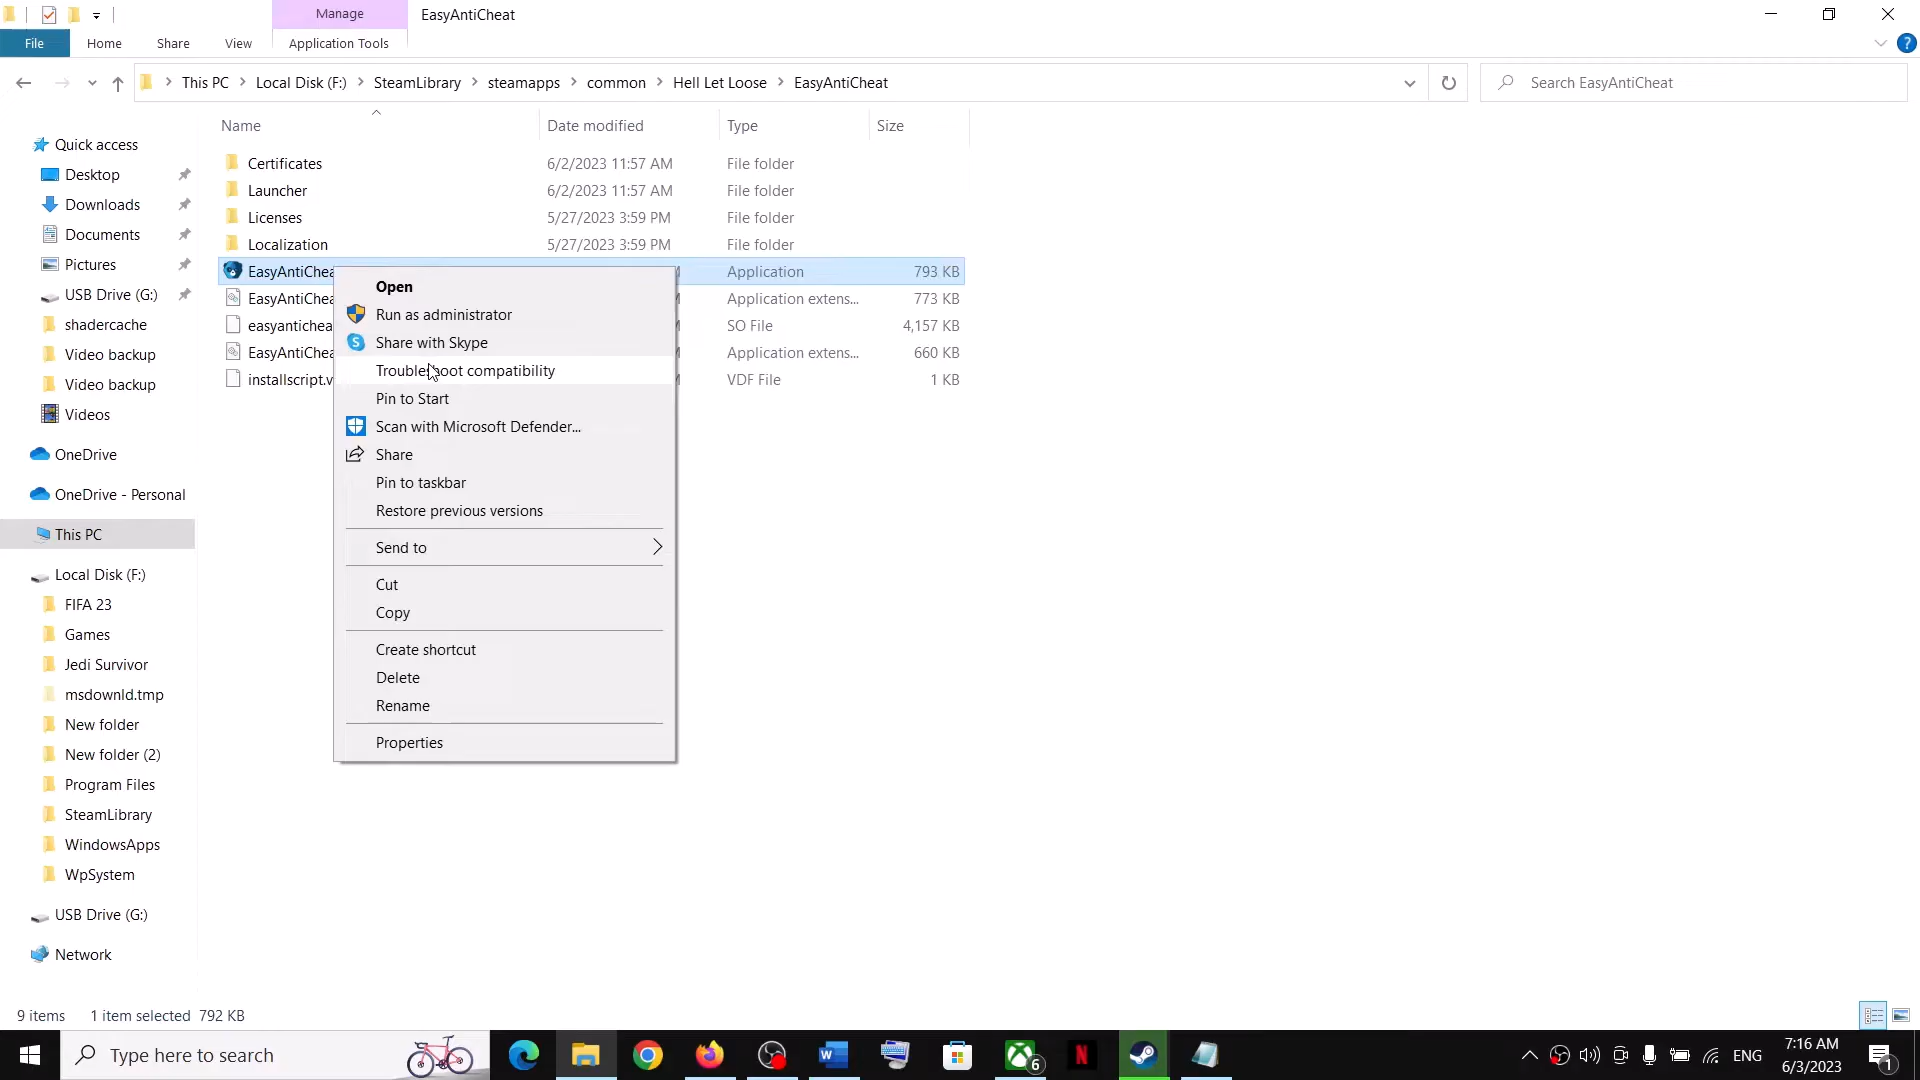 Manage
EasyAntiCheat
File
Home
Share
View
Application Tools
This PC
Local Disk (F:)
SteamLibrary
steamapps
common
Hell Let Loose
EasyAntiCheat
Search EasyAntiCheat
Name
Date modified
Type
Size
Certificates
6/2/2023 11:57 AM
File folder
Launcher
6/2/2023 11:57 AM
File folder
Licenses
5/27/2023 3:59 PM
File folder
Localization
5/27/2023 3:59 PM
File folder
EasyAntiChea
Application
793 KB
EasyAntiChea
Application extens...
773 KB
easyantichea
SO File
4,157 KB
EasyAntiChea
Application extens...
660 KB
installscript.v
VDF File
1 KB
Open
Run as administrator
Share with Skype
Troubleshoot compatibility
Pin to Start
Scan with Microsoft Defender...
Share
Pin to taskbar
Restore previous versions
Send to
Cut
Copy
Create shortcut
Delete
Rename
Properties
Quick access
Desktop
Downloads
Documents
Pictures
USB Drive (G:)
shadercache
Video backup
Video backup
Videos
OneDrive
OneDrive - Personal
This PC
Local Disk (F:)
FIFA 23
Games
Jedi Survivor
msdownld.tmp
New folder
New folder (2)
Program Files
SteamLibrary
WindowsApps
WpSystem
USB Drive (G:)
Network
9 items
1 item selected 792 KB
Type here to search
6
ENG
7:16 AM
6/3/2023
1